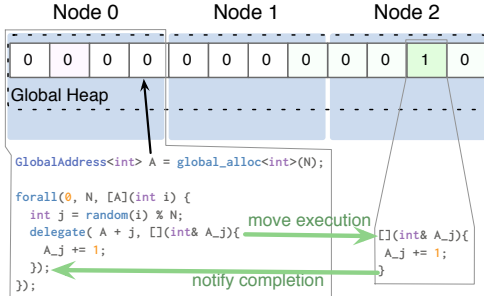 Node 0 Node 1 Node 2
0 0 0 0 0 0 0 0 0 0 1 0
Global Heap
GlobalAddress<int> A = global_alloc<int>(N);
forall(0, N, [A](int i) {
int j = random(i) % N;
delegate( A + j, [](int& A_j){
A_j += 1;
});
});
move execution
[](int& A_j){
A_j += 1;
}
notify completion